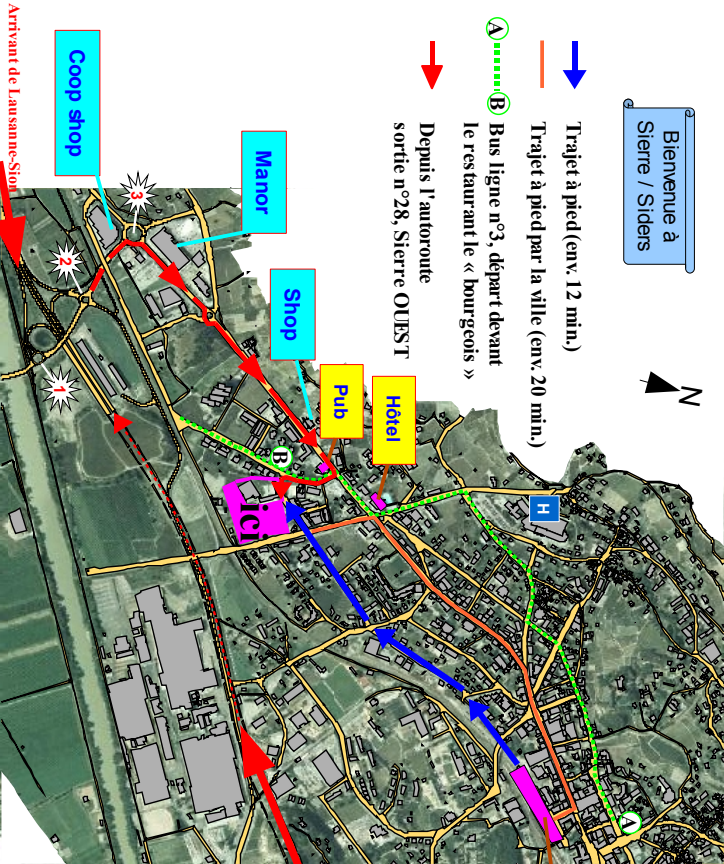 Bienvenue à
Sierre / Siders
Trajet à pied (env. 12 min.)
Trajet à pied par la ville (env. 20 min.)
A B Bus ligne n°3, départ devant
le restaurant le « bourgeois »
Depuis l'autoroute
sortie n°28, Sierre OUEST
N
Hôtel
Pub
Shop
Manor
Coop shop
H
A
B
ici
3
2
1
Arrivant de Lausanne-Sion